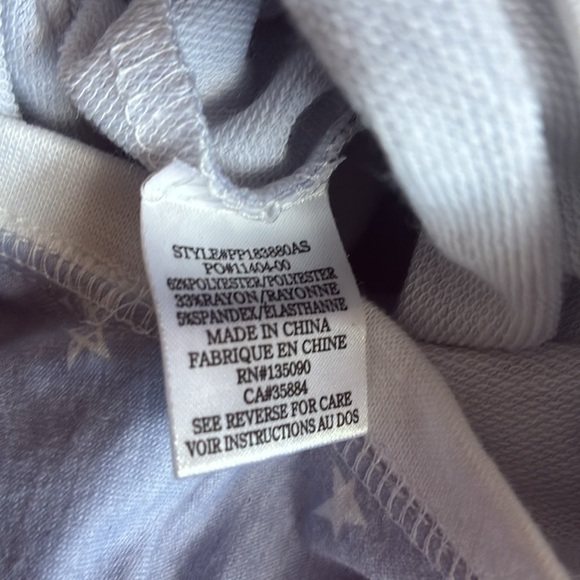 STYLE#PP183880AS
PO#11404-00
62%POLYESTER/POLYESTER
33%RAYON/RAYONNE
5%SPANDEX/ELASTHANNE
MADE IN CHINA
FABRIQUE EN CHINE
RN#135090
CA#35884
SEE REVERSE FOR CARE
VOIR INSTRUCTIONS AU DOS